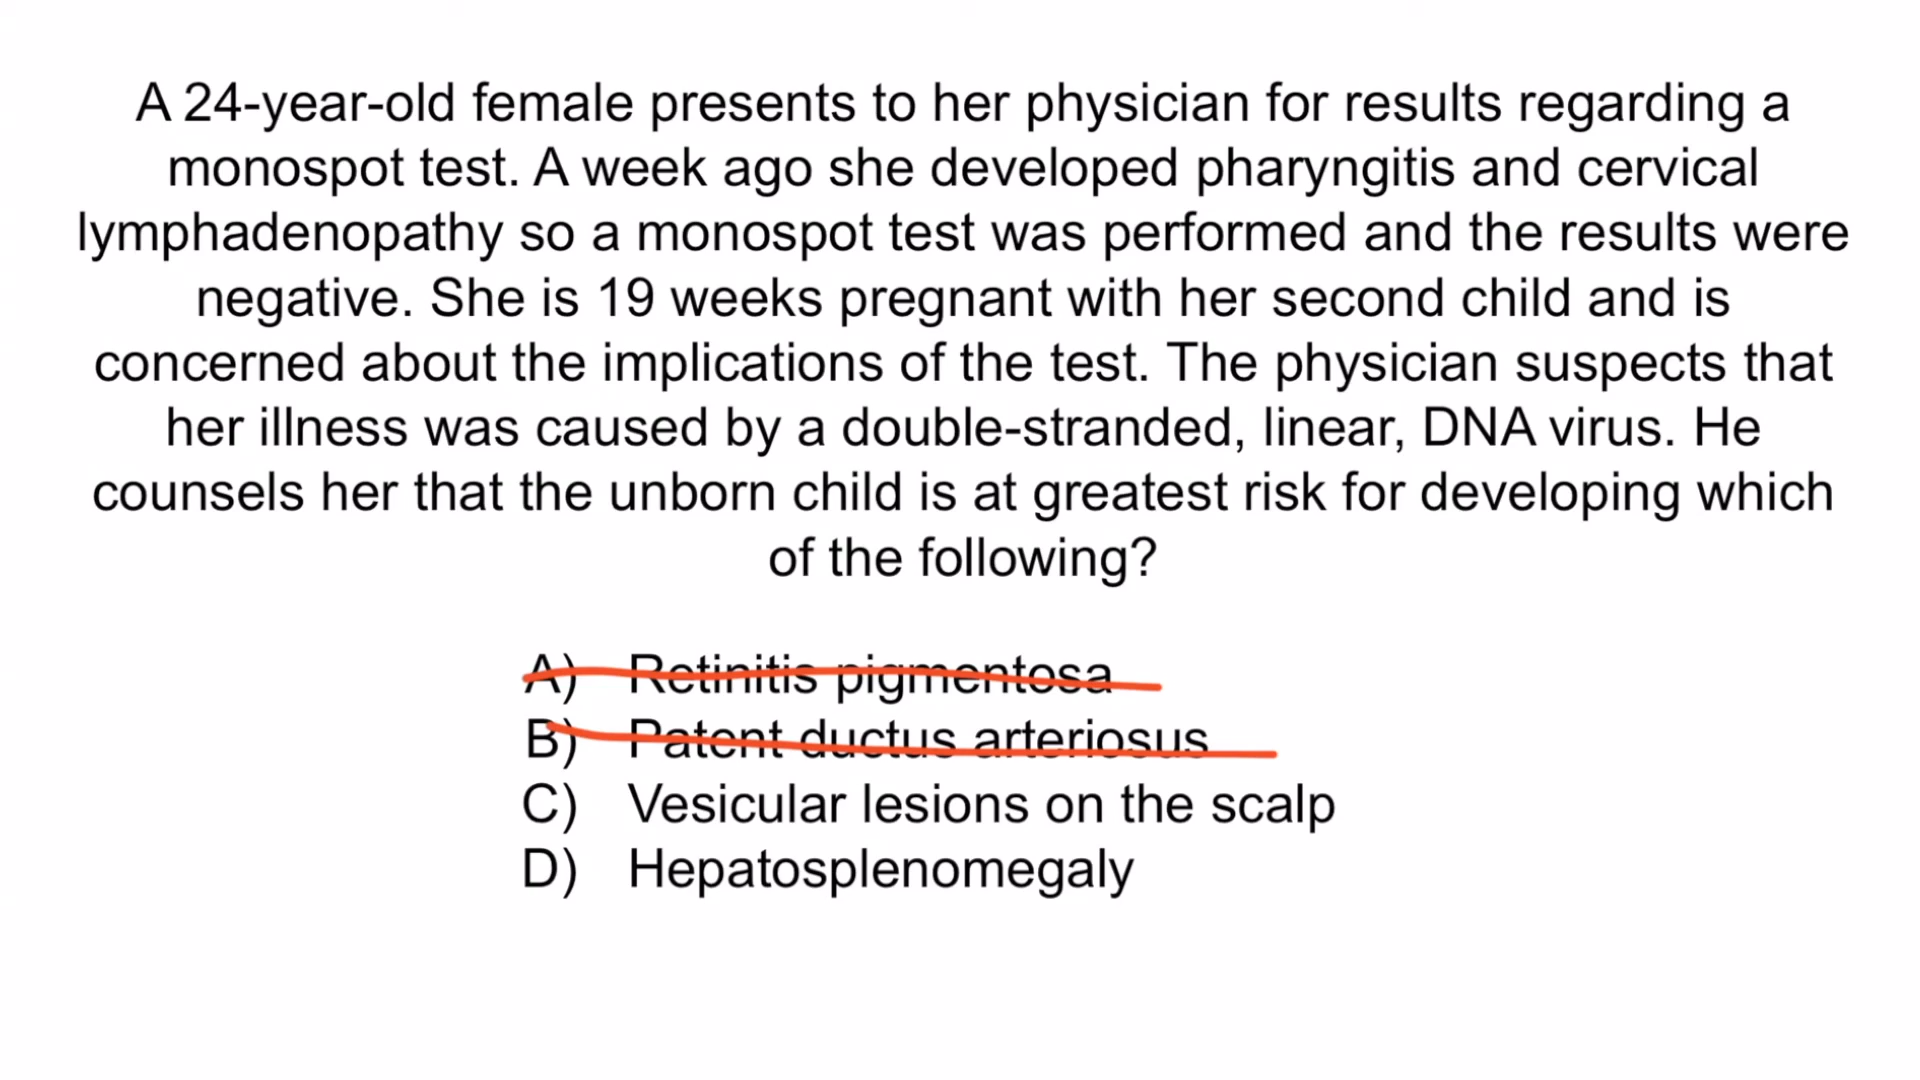 A 24-year-old female presents to her physician for results regarding a
monospot test. A week ago she developed pharyngitis and cervical
lymphadenopathy so a monospot test was performed and the results were
negative. She is 19 weeks pregnant with her second child and is
concerned about the implications of the test. The physician suspects that
her illness was caused by a double-stranded, linear, DNA virus. He
counsels her that the unborn child is at greatest risk for developing which
of the following?
A) Retinitis pigmentosa
B) Patent ductus arteriosus
C) Vesicular lesions on the scalp
D) Hepatosplenomegaly